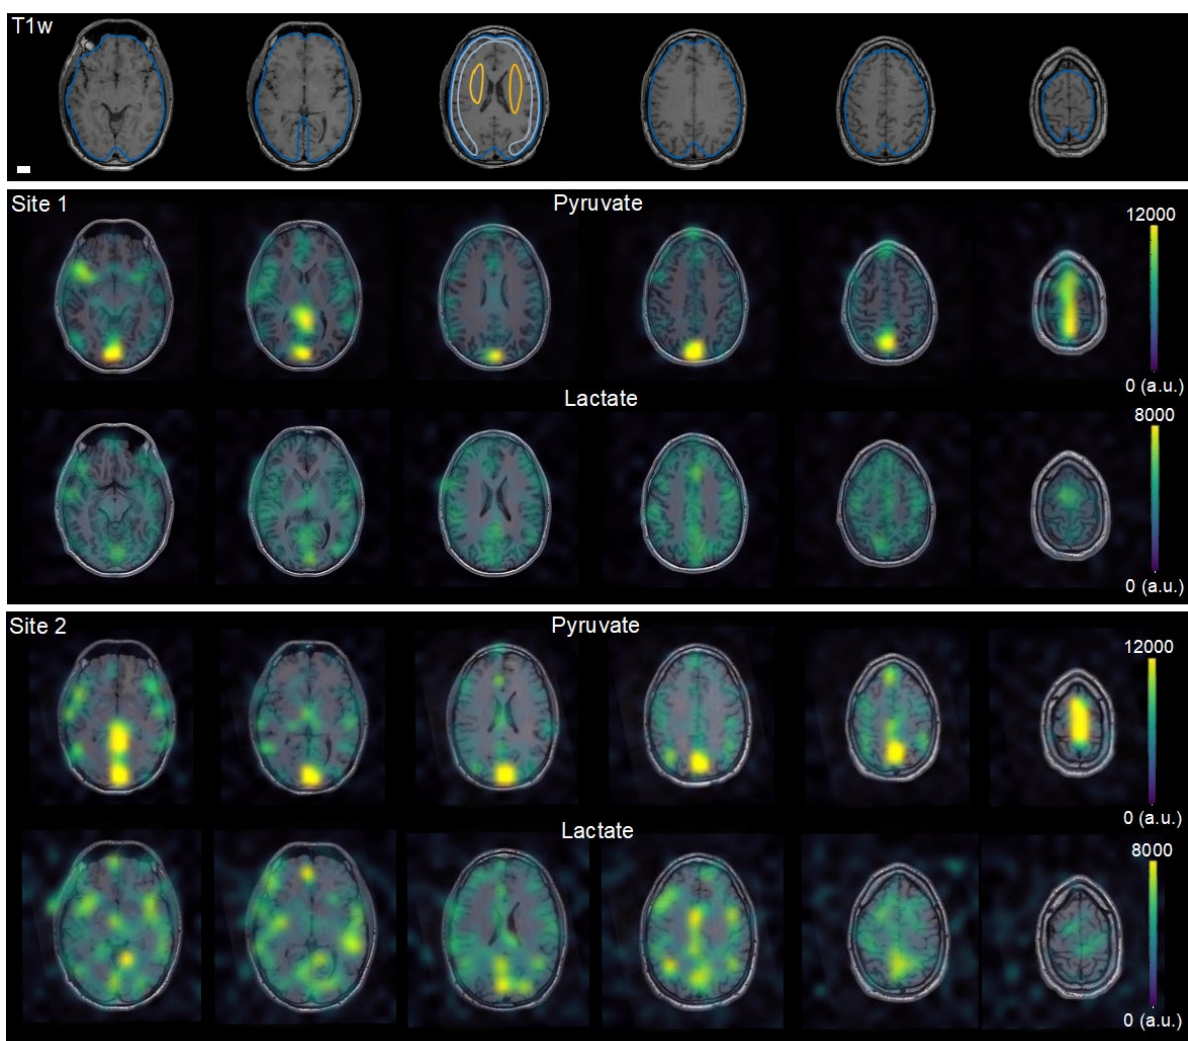 T1w
Site 1
Pyruvate
12000
0 (a.u.)
Lactate
8000
0 (a.u.)
Site 2
Pyruvate
12000
0 (a.u.)
Lactate
8000
0 (a.u.)